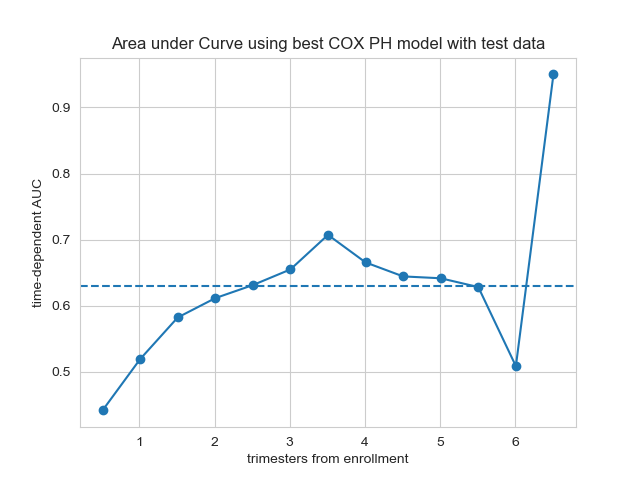 Area under Curve using best COX PH model with test data
time-dependent AUC
0.9
0.8
0.7
0.6
0.5
1 2 3 4 5 6
trimesters from enrollment